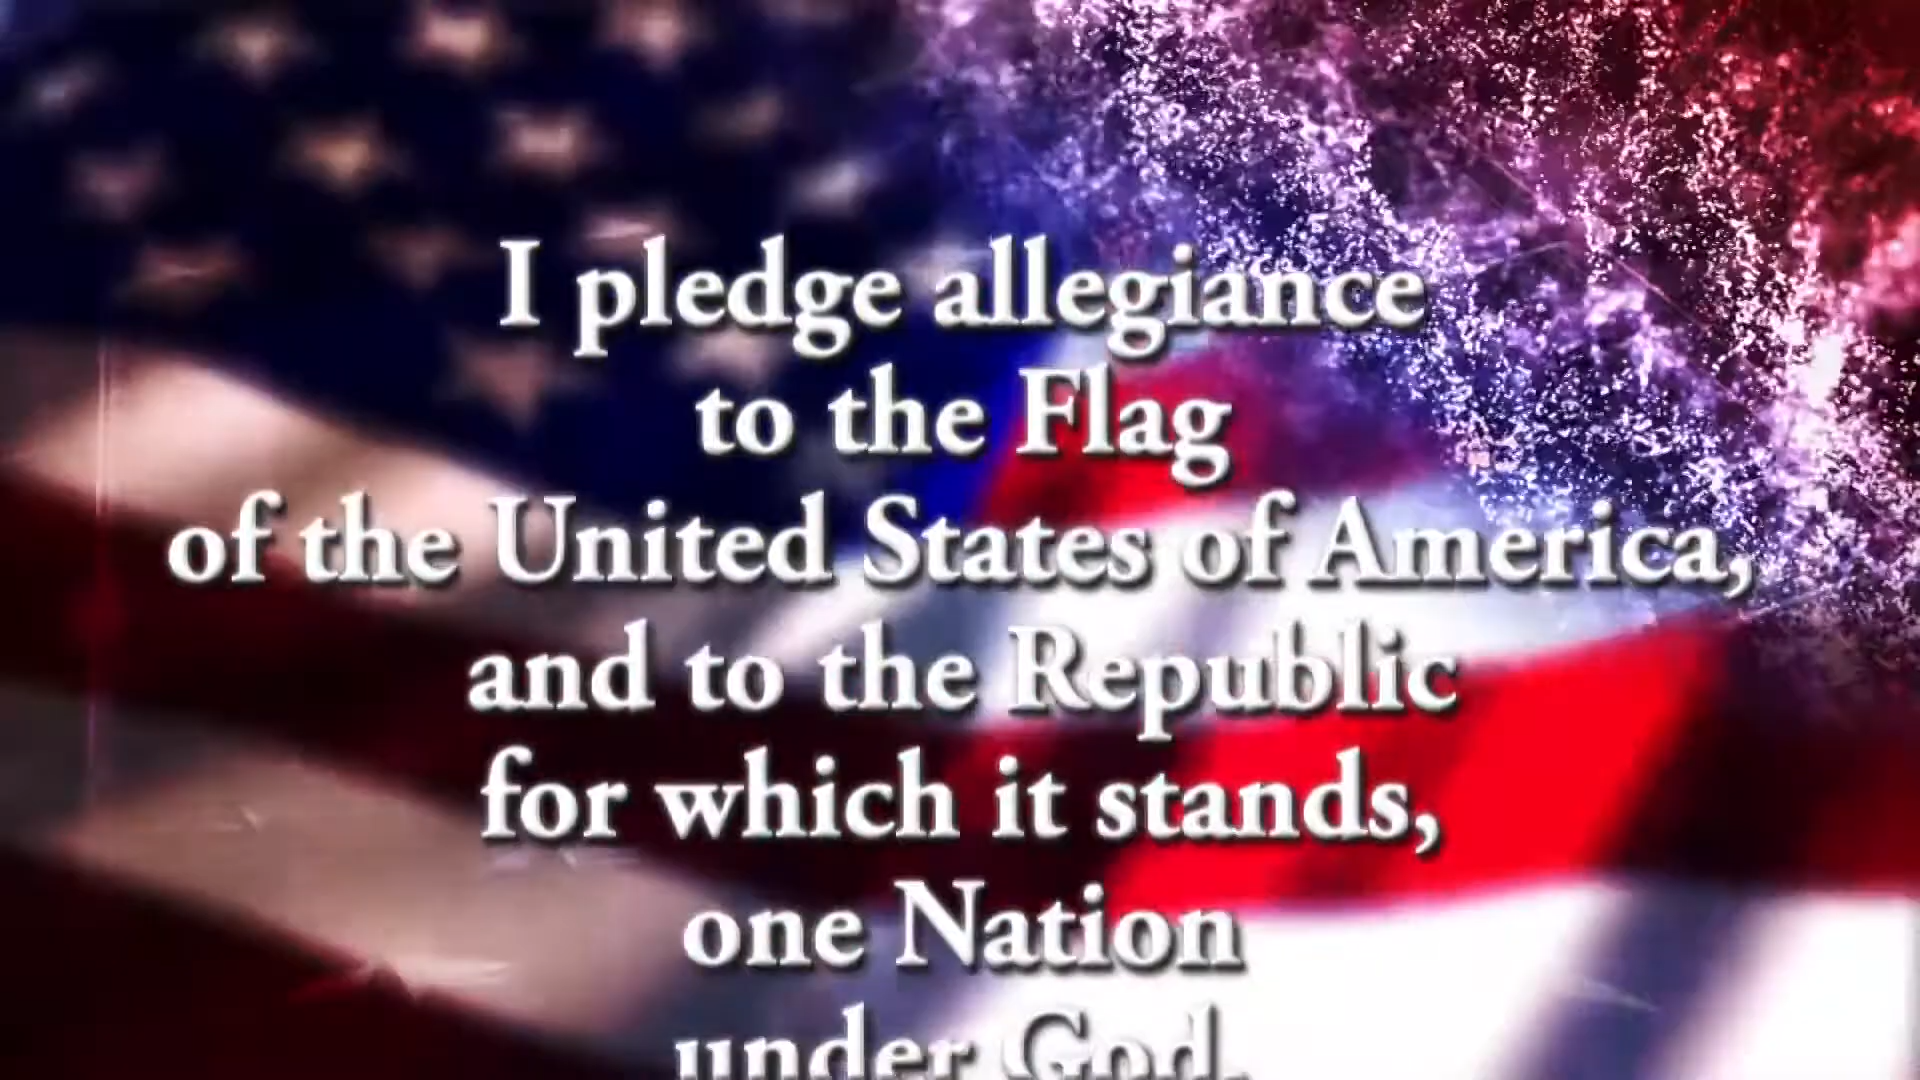 I pledge allegiance
to the Flag
of the United States of America,
and to the Republic
for which it stands,
one Nation
under God,